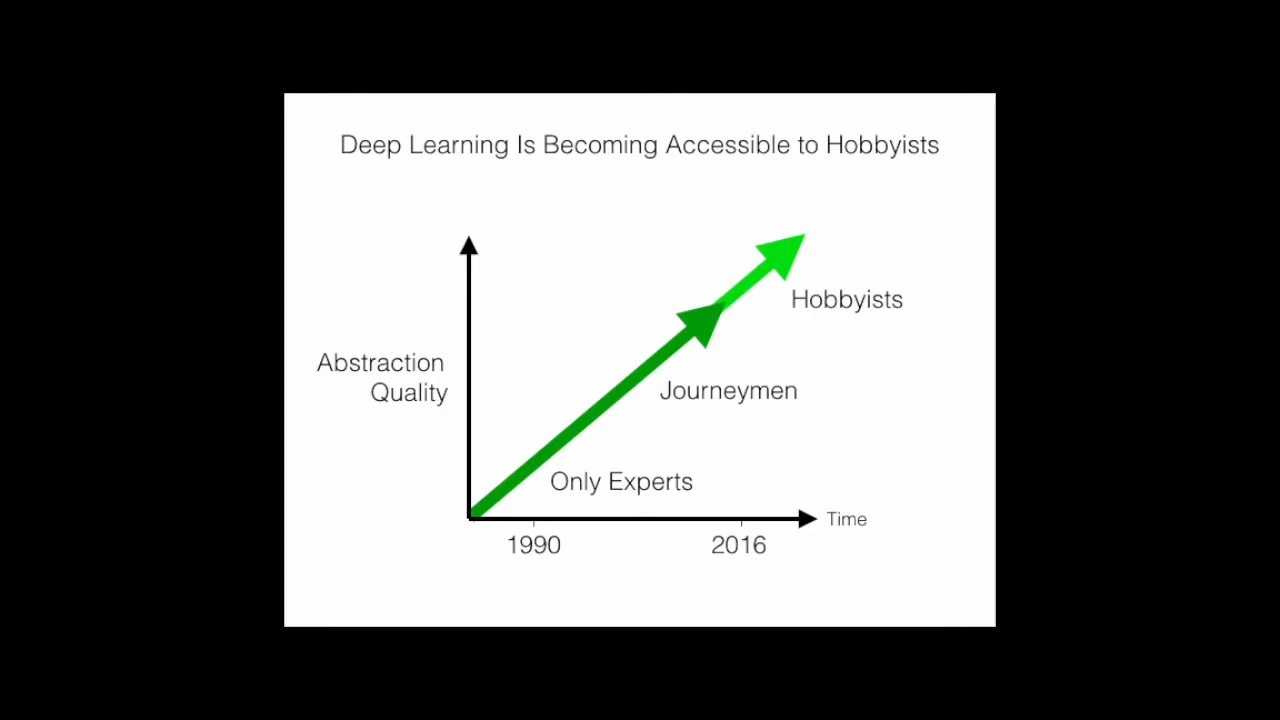 Deep Learning Is Becoming Accessible to Hobbyists
Hobbyists
Abstraction
Quality
Journeymen
Only Experts
Time
1990
2016